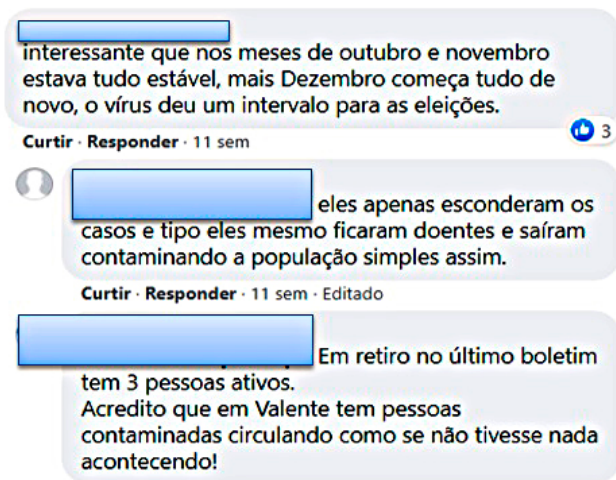 interessante que nos meses de outubro e novembro
estava tudo estável, mais Dezembro começa tudo de
novo, o vírus deu um intervalo para as eleições.
3
Curtir · Responder · 11 sem
eles apenas esconderam os
casos e tipo eles mesmo ficaram doentes e saíram
contaminando a população simples assim.
Curtir · Responder · 11 sem · Editado
Em retiro no último boletim
tem 3 pessoas ativos.
Acredito que em Valente tem pessoas
contaminadas circulando como se não tivesse nada
acontecendo!